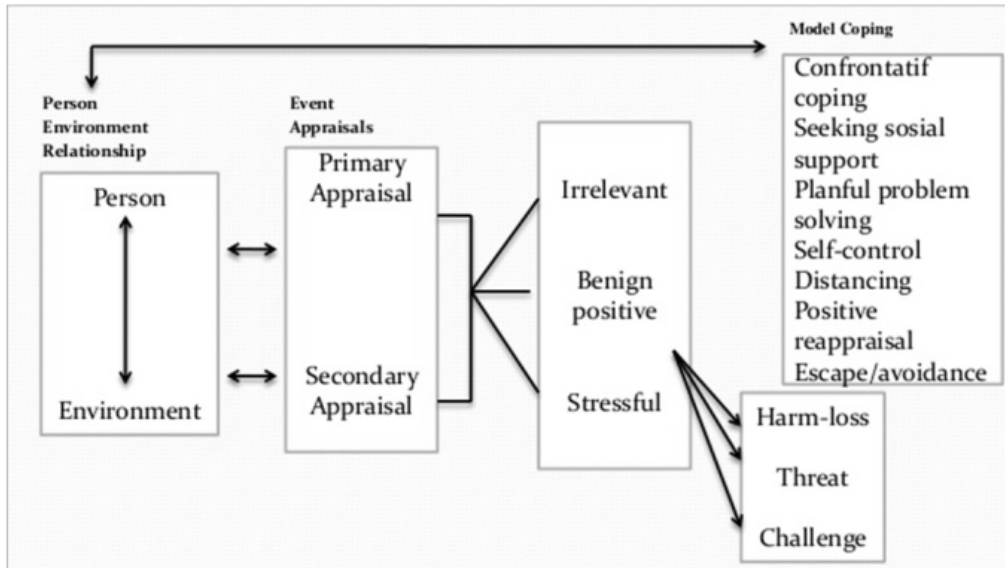 Model Coping
Confrontatif
coping
Seeking sosial
support
Planful problem
solving
Self-control
Distancing
Positive
reappraisal
Escape/avoidance
Person
Environment
Relationship
Person
Environment
Event
Appraisals
Primary
Appraisal
Secondary
Appraisal
Irrelevant
Benign
positive
Stressful
Harm-loss
Threat
Challenge